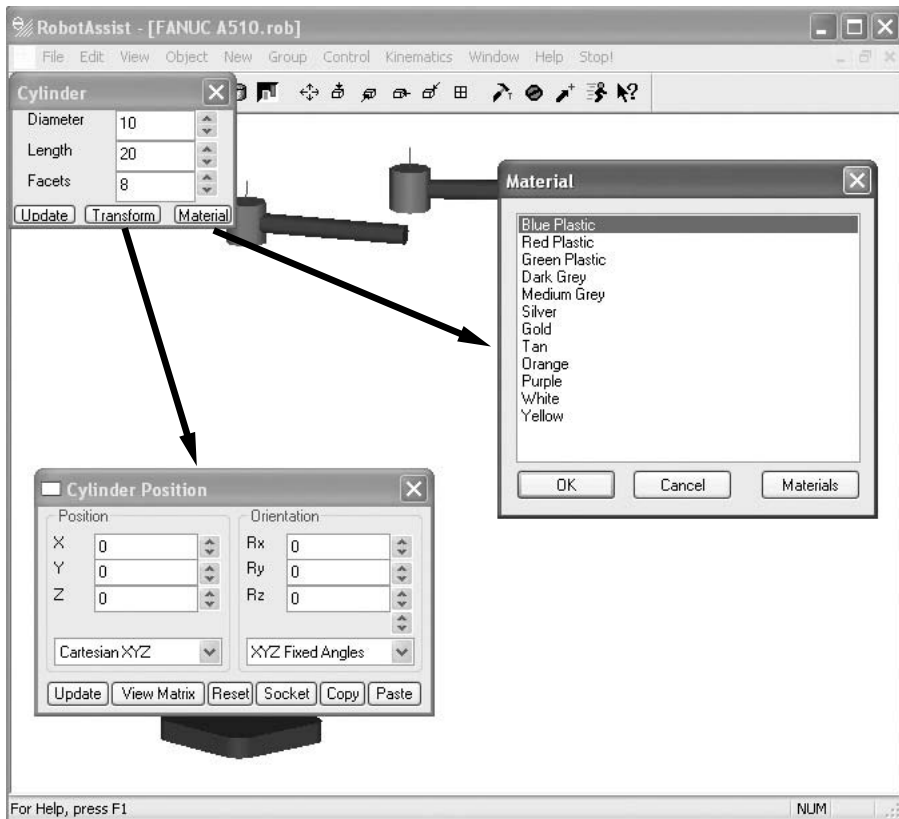 RobotAssist - [FANUC A510.rob]
File Edit View Object New Group Control Kinematics Window Help Stop!
Cylinder
Diameter 10
Length 20
Facets 8
Update Transform Material
Material
Blue Plastic
Red Plastic
Green Plastic
Dark Grey
Medium Grey
Silver
Gold
Tan
Orange
Purple
White
Yellow
OK Cancel Materials
Cylinder Position
Position Orientation
X 0 Rx 0
Y 0 Ry 0
Z 0 Rz 0
Cartesian XYZ XYZ Fixed Angles
Update View Matrix Reset Socket Copy Paste
For Help, press F1 NUM